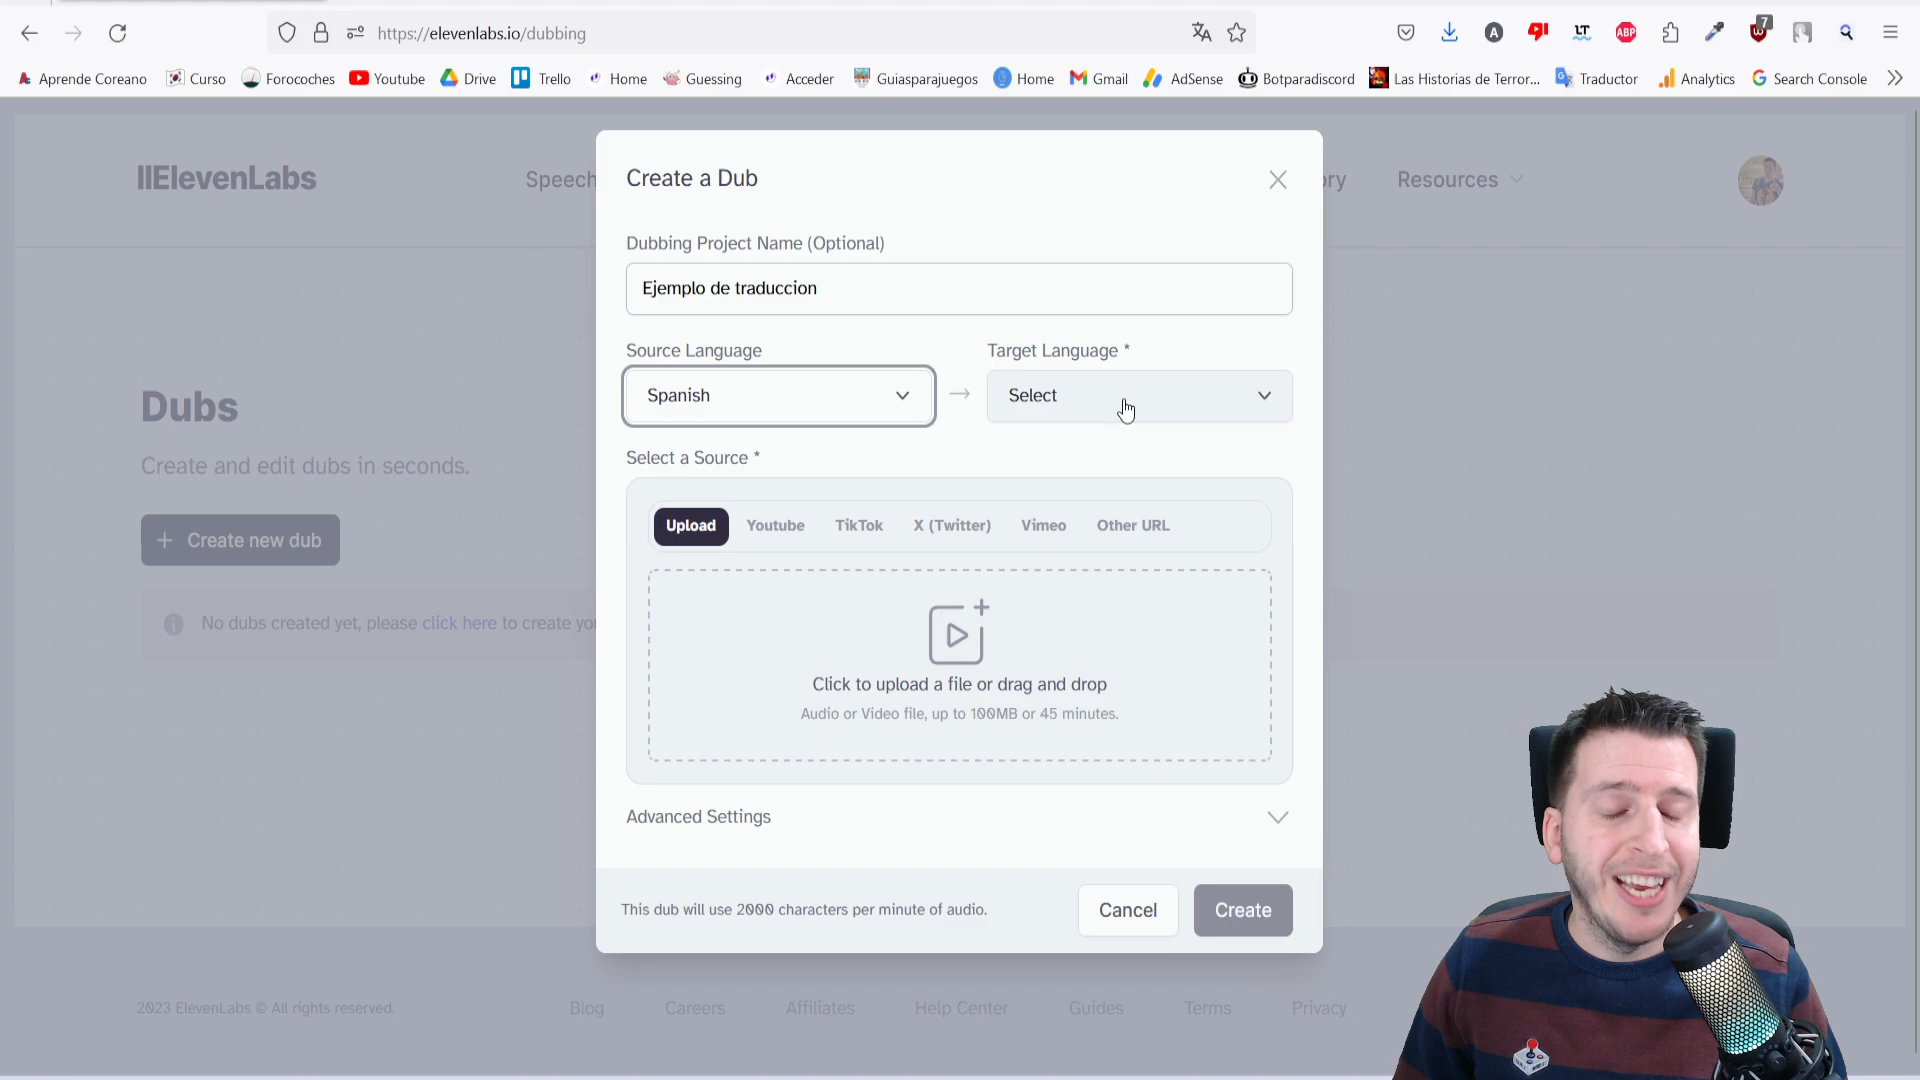 https://elevenlabs.io/dubbing
7
A
LT
ABP
Aprende Coreano
Curso
Forocoches
Youtube
Drive
Trello
Home
Guessing
Acceder
Guiasparajuegos
Home
Gmail
AdSense
Botparadiscord
Las Historias de Terror...
Traductor
Analytics
Search Console
IIElevenLabs
Speech
ory
Resources
Create a Dub
Dubbing Project Name (Optional)
Ejemplo de traduccion
Source Language
Target Language *
Spanish
Select
Dubs
Create and edit dubs in seconds.
+ Create new dub
No dubs created yet, please click here to create you
Select a Source *
Upload
Youtube
TikTok
X (Twitter)
Vimeo
Other URL
Click to upload a file or drag and drop
Audio or Video file, up to 100MB or 45 minutes.
Advanced Settings
This dub will use 2000 characters per minute of audio.
Cancel
Create
2023 ElevenLabs © All rights reserved.
Blog
Careers
Affiliates
Help Center
Guides
Terms
Privacy